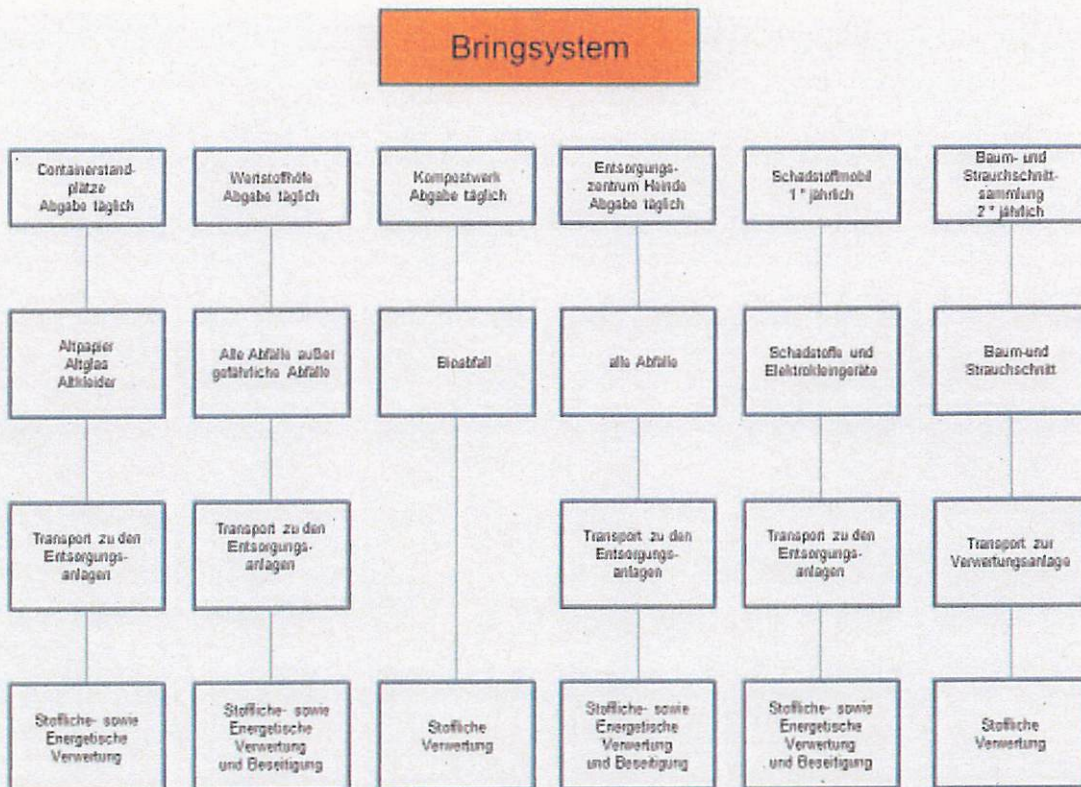 Bringsystem
Containerstand-
plätze
Abgabe täglich
Wertstoffhöfe
Abgabe täglich
Kompostwerk
Abgabe täglich
Entsorgungs-
zentrum Heinde
Abgabe täglich
Schadstoffmobil
1 * jährlich
Baum- und
Strauchschnitt-
sammlung
2 * jährlich
Altpapier
Altglas
Altkleider
Alle Abfälle außer
gefährliche Abfälle
Bioabfall
alle Abfälle
Schadstoffe und
Elektrokleingeräte
Baum-und
Strauchschnitt
Transport zu den
Entsorgungs-
anlagen
Transport zu den
Entsorgungs-
anlagen
Transport zu den
Entsorgungs-
anlagen
Transport zu den
Entsorgungs-
anlagen
Transport zur
Verwertungsanlage
Stoffliche- sowie
Energetische
Verwertung
Stoffliche- sowie
Energetische
Verwertung
und Beseitigung
Stoffliche
Verwertung
Stoffliche- sowie
Energetische
Verwertung
und Beseitigung
Stoffliche- sowie
Energetische
Verwertung
und Beseitigung
Stoffliche
Verwertung